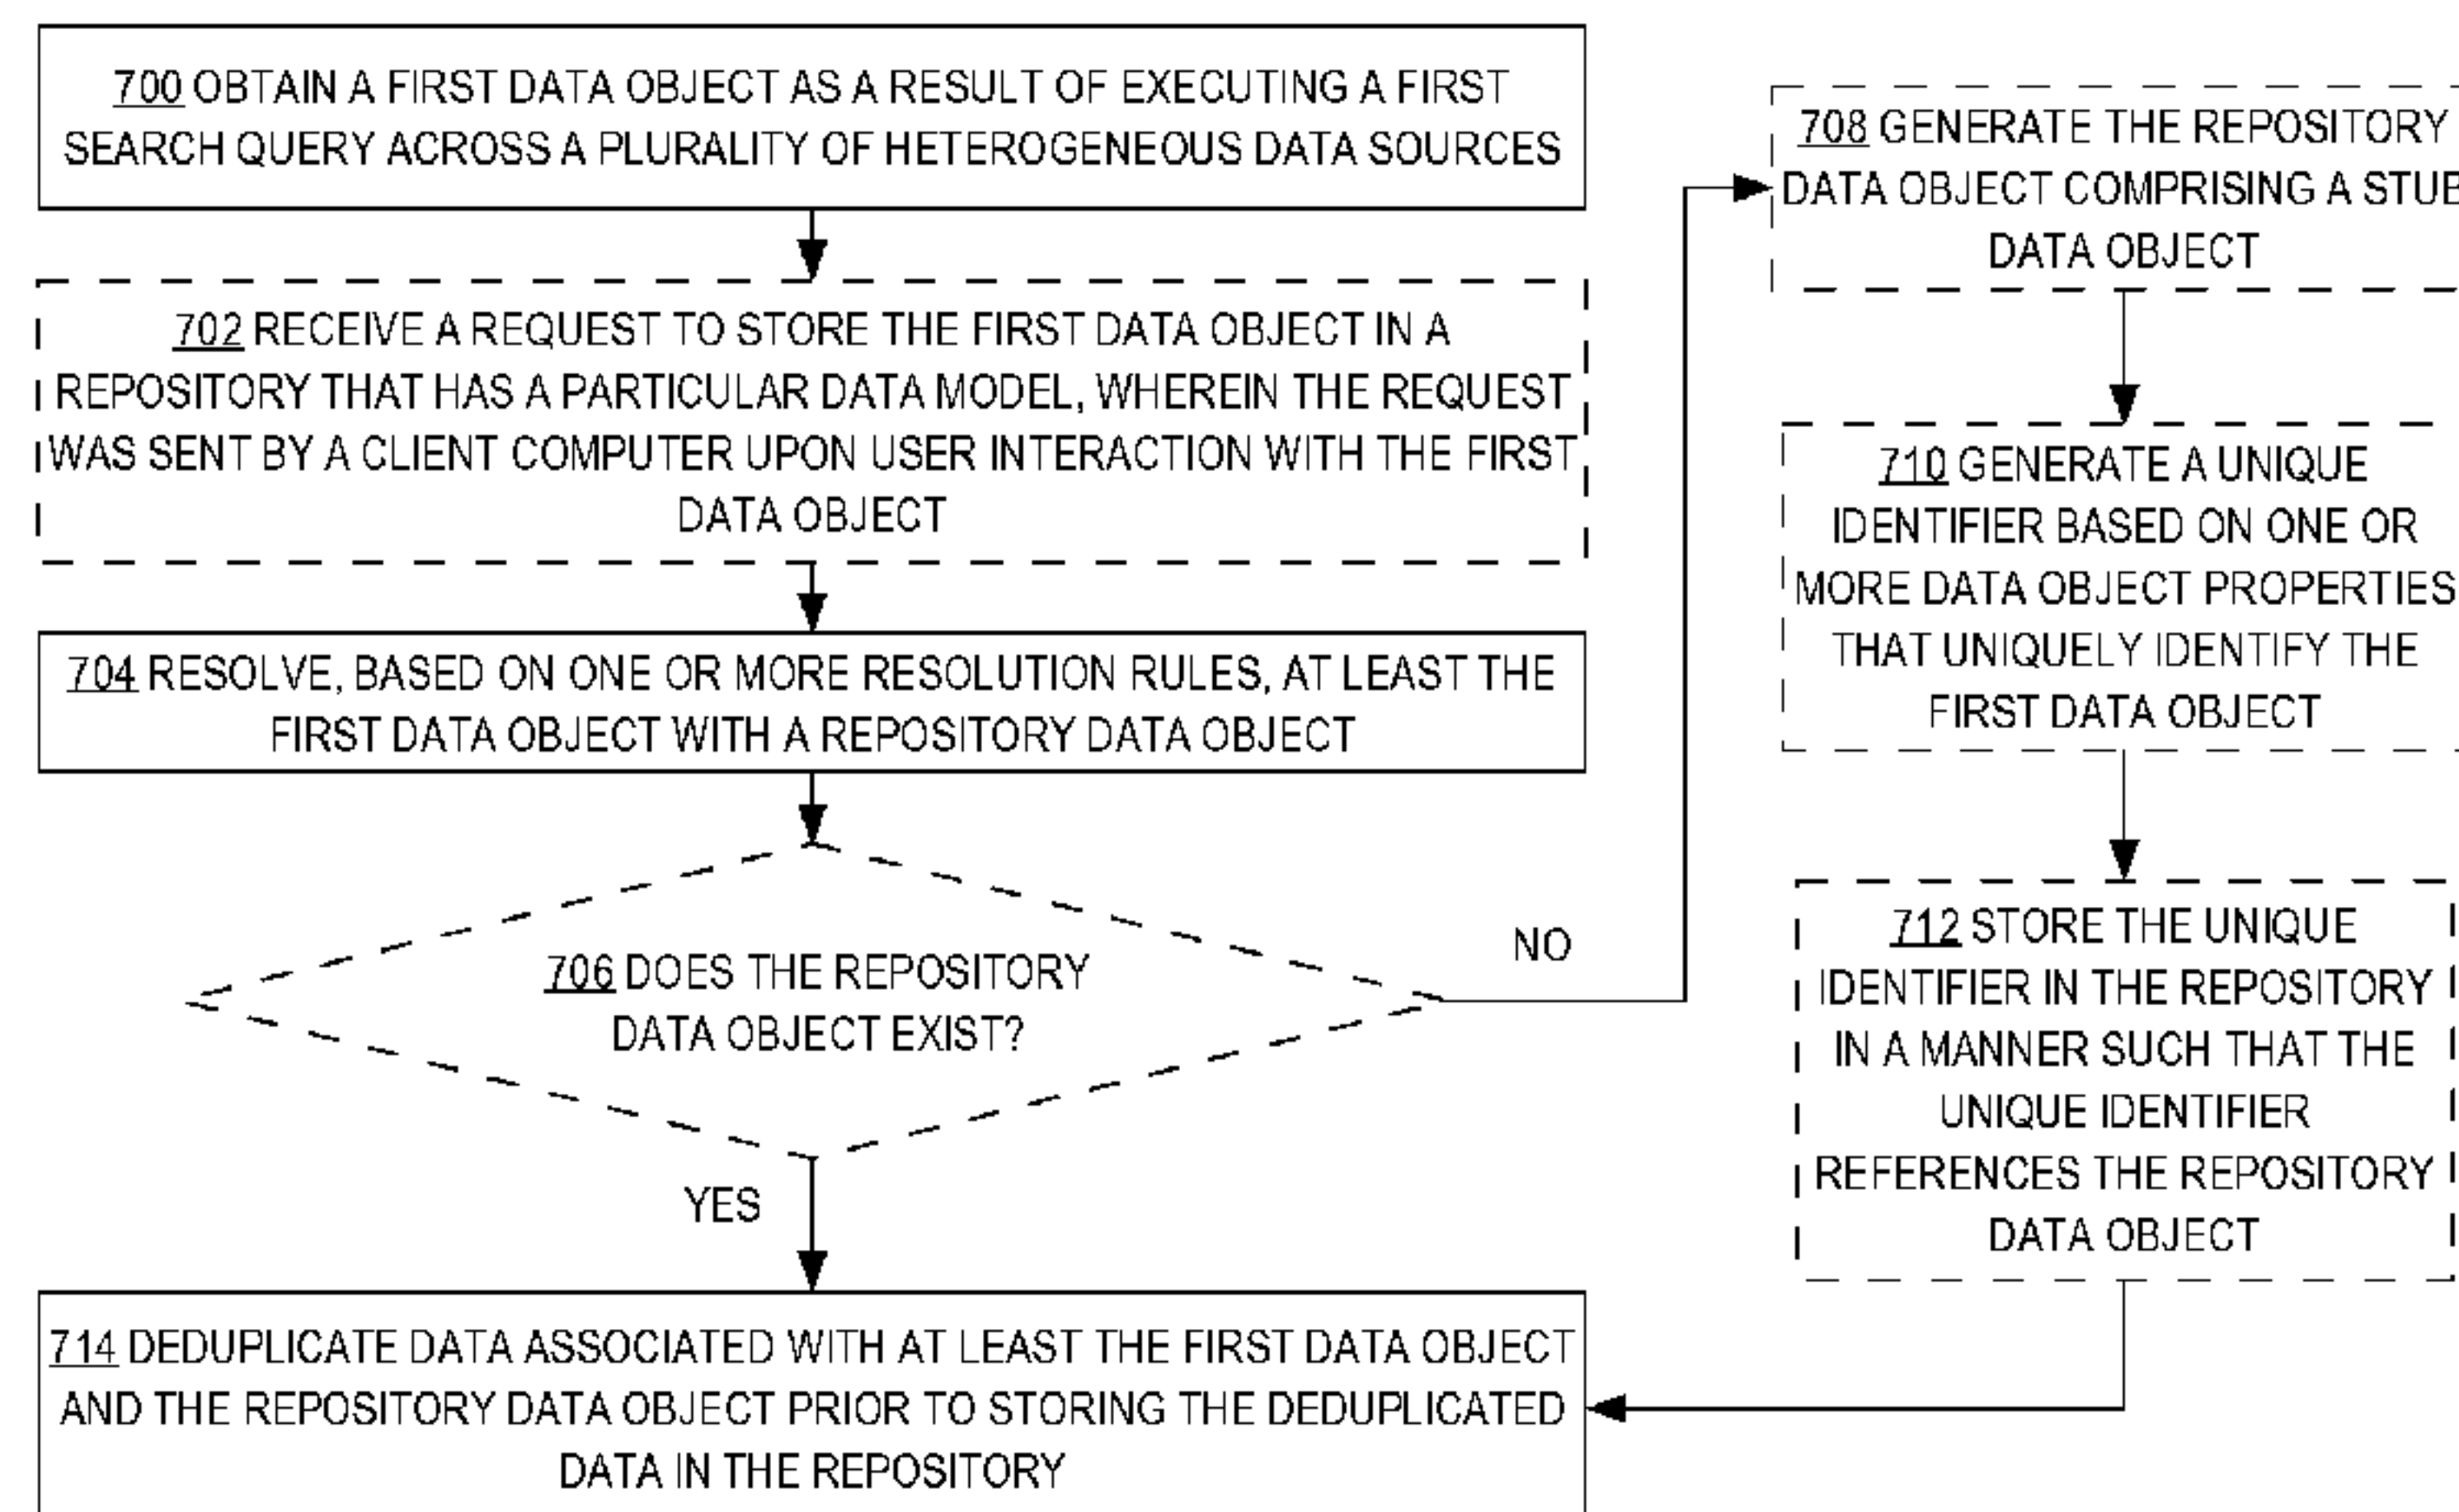 700 OBTAIN A FIRST DATA OBJECT AS A RESULT OF EXECUTING A FIRST
SEARCH QUERY ACROSS A PLURALITY OF HETEROGENEOUS DATA SOURCES
702 RECEIVE A REQUEST TO STORE THE FIRST DATA OBJECT IN A
REPOSITORY THAT HAS A PARTICULAR DATA MODEL, WHEREIN THE REQUEST
WAS SENT BY A CLIENT COMPUTER UPON USER INTERACTION WITH THE FIRST
DATA OBJECT
704 RESOLVE, BASED ON ONE OR MORE RESOLUTION RULES, AT LEAST THE
FIRST DATA OBJECT WITH A REPOSITORY DATA OBJECT
706 DOES THE REPOSITORY
DATA OBJECT EXIST?
NO
YES
708 GENERATE THE REPOSITORY
DATA OBJECT COMPRISING A STUB
DATA OBJECT
710 GENERATE A UNIQUE
IDENTIFIER BASED ON ONE OR
MORE DATA OBJECT PROPERTIES
THAT UNIQUELY IDENTIFY THE
FIRST DATA OBJECT
712 STORE THE UNIQUE
IDENTIFIER IN THE REPOSITORY
IN A MANNER SUCH THAT THE
UNIQUE IDENTIFIER
REFERENCES THE REPOSITORY
DATA OBJECT
714 DEDUPLICATE DATA ASSOCIATED WITH AT LEAST THE FIRST DATA OBJECT
AND THE REPOSITORY DATA OBJECT PRIOR TO STORING THE DEDUPLICATED
DATA IN THE REPOSITORY